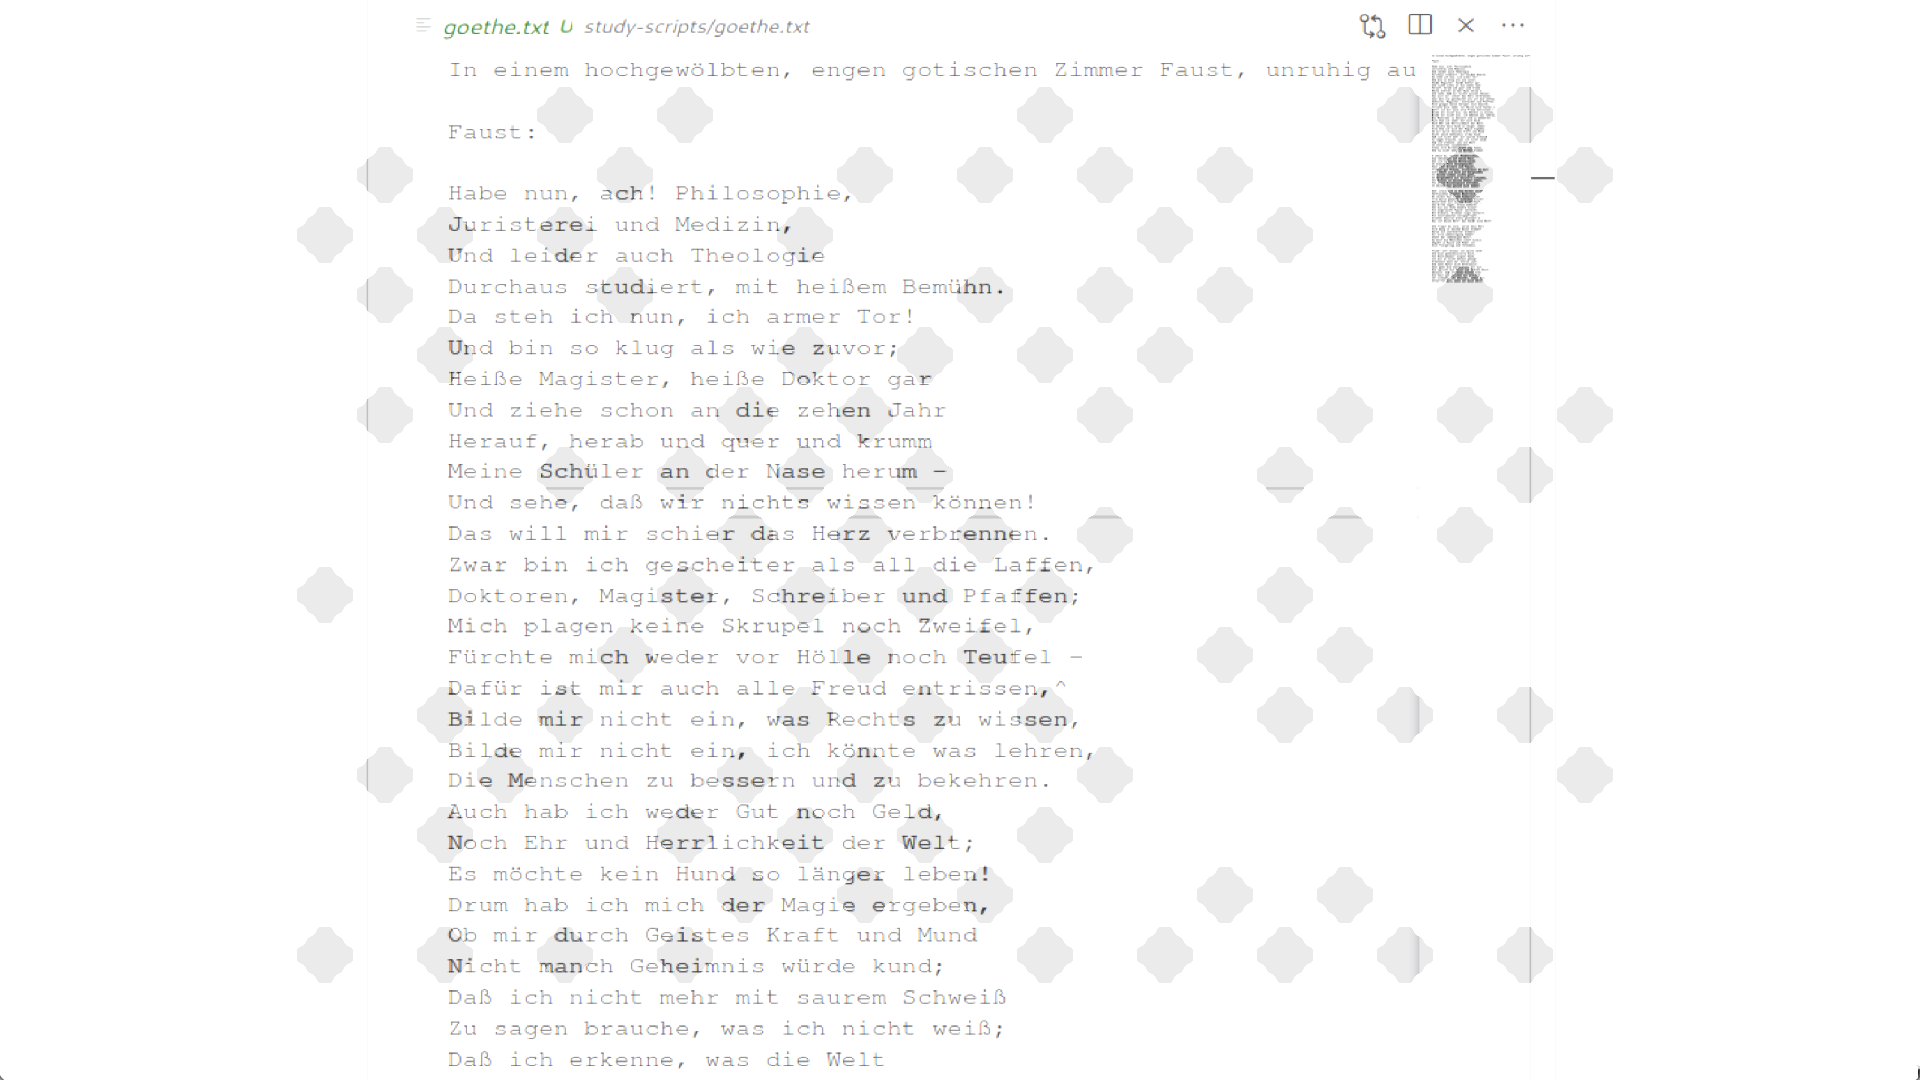 goethe.txt U study-scripts/goethe.txt
In einem hochgewölbten, engen gotischen Zimmer Faust, unruhig au
Faust:
Habe nun, ach! Philosophie,
Juristerei und Medizin,
Und leider auch Theologie
Durchaus studiert, mit heißem Bemühn.
Da steh ich nun, ich armer Tor!
Und bin so klug als wie zuvor;
Heiße Magister, heiße Doktor gar
Und ziehe schon an die zehen Jahr
Herauf, herab und quer und krumm
Meine Schüler an der Nase herum –
Und sehe, daß wir nichts wissen können!
Das will mir schier das Herz verbrennen.
Zwar bin ich gescheiter als all die Laffen,
Doktoren, Magister, Schreiber und Pfaffen;
Mich plagen keine Skrupel noch Zweifel,
Fürchte mich weder vor Hölle noch Teufel –
Dafür ist mir auch alle Freud entrissen,^
Bilde mir nicht ein, was Rechts zu wissen,
Bilde mir nicht ein, ich könnte was lehren,
Die Menschen zu bessern und zu bekehren.
Auch hab ich weder Gut noch Geld,
Noch Ehr und Herrlichkeit der Welt;
Es möchte kein Hund so länger leben!
Drum hab ich mich der Magie ergeben,
Ob mir durch Geistes Kraft und Mund
Nicht manch Geheimnis würde kund;
Daß ich nicht mehr mit saurem Schweiß
Zu sagen brauche, was ich nicht weiß;
Daß ich erkenne, was die Welt